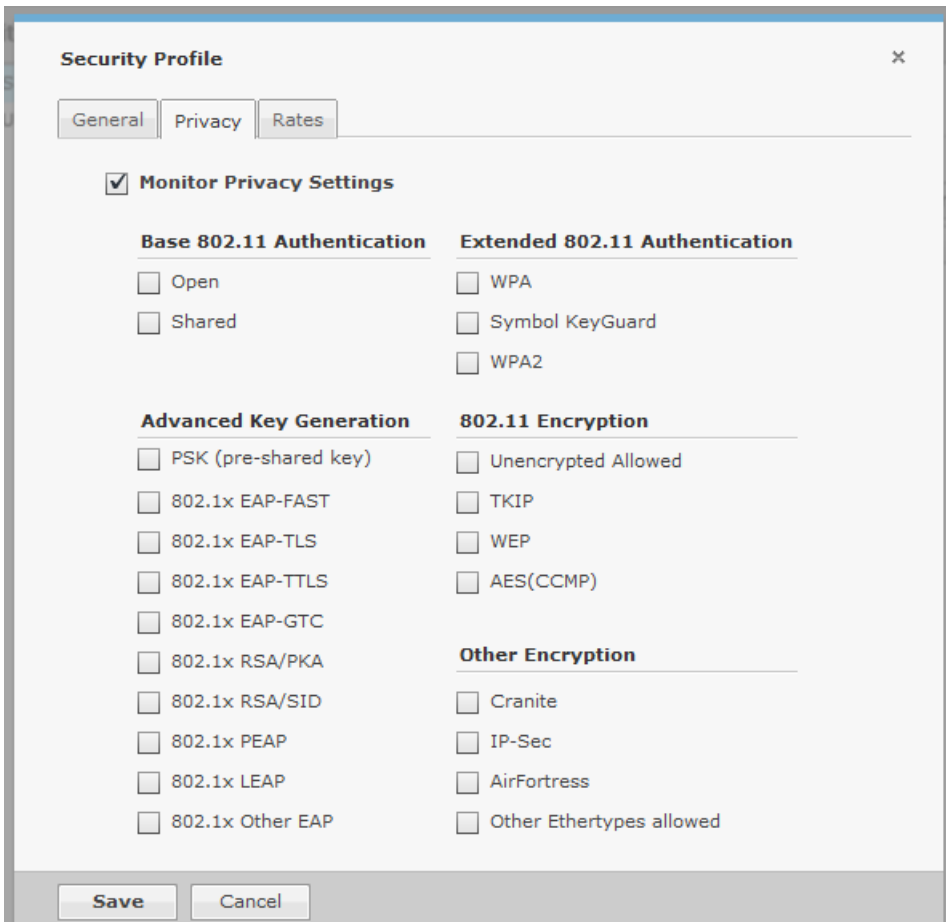 Security Profile
General Privacy Rates
Monitor Privacy Settings
Base 802.11 Authentication
Open
Shared
Extended 802.11 Authentication
WPA
Symbol KeyGuard
WPA2
Advanced Key Generation
PSK (pre-shared key)
802.1x EAP-FAST
802.1x EAP-TLS
802.1x EAP-TTLS
802.1x EAP-GTC
802.1x RSA/PKA
802.1x RSA/SID
802.1x PEAP
802.1x LEAP
802.1x Other EAP
802.11 Encryption
Unencrypted Allowed
TKIP
WEP
AES(CCMP)
Other Encryption
Cranite
IP-Sec
AirFortress
Other Ethertypes allowed
Save Cancel